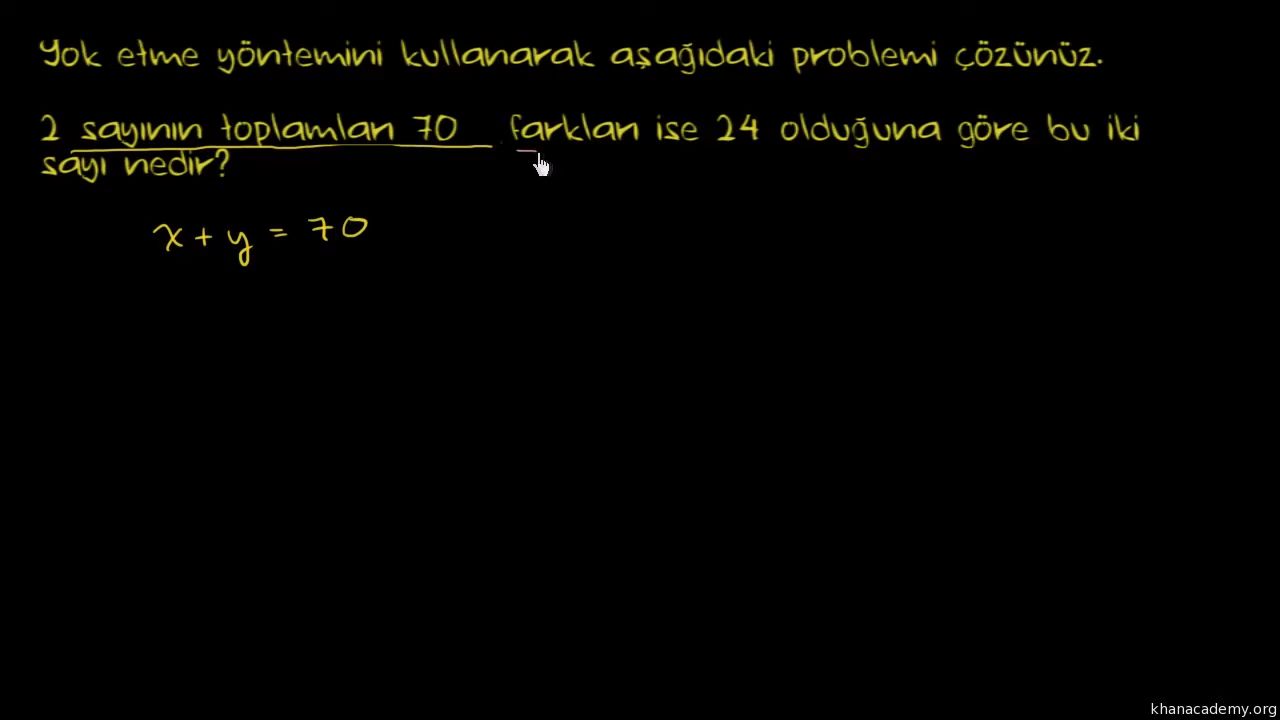 Yok etme yöntemini kullanarak aşağıdaki problemi çözünüz.
2 sayının toplamları 70 farkları ise 24 olduğuna göre bu iki
sayı nedir?
x + y = 70
khanacademy.org